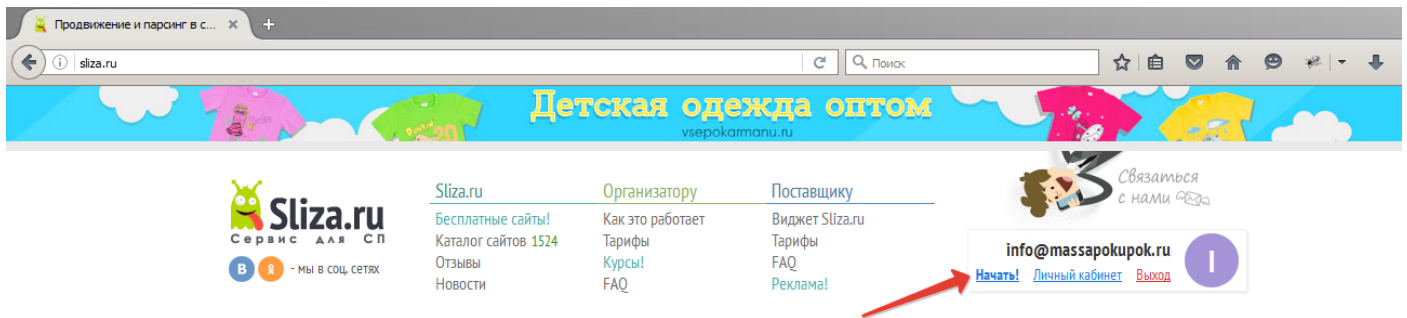 Продвижение и парсинг в с...
sliza.ru
Поиск
Детская одежда оптом
vsepokarmanu.ru
Связаться
с нами
Sliza.ru
Сервис для СП
В
- мы в соц. сетях
Sliza.ru
Бесплатные сайты!
Каталог сайтов 1524
Отзывы
Новости
Организатору
Как это работает
Тарифы
Курсы!
FAQ
Поставщику
Виджет Sliza.ru
Тарифы
FAQ
Реклама!
info@massapokupok.ru
Начать! Личный кабинет Выход
I